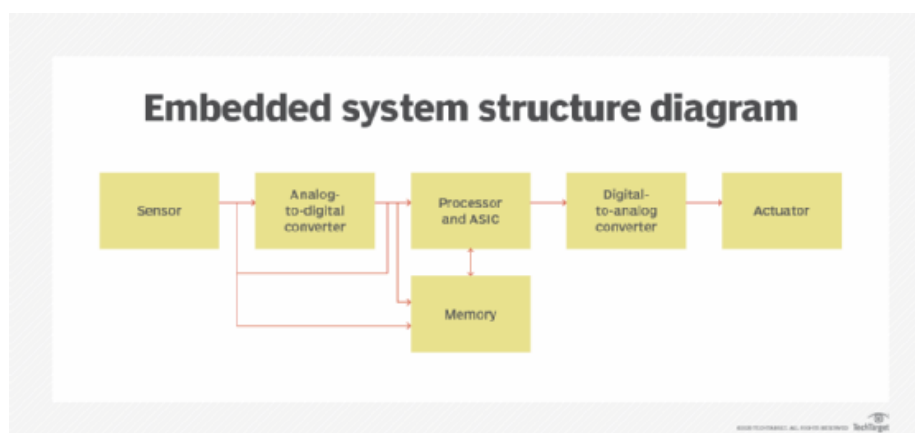 Embedded system structure diagram
Sensor
Analog-
to-digital
converter
Processor
and ASIC
Digital-
to-analog
converter
Actuator
Memory
TechTarget